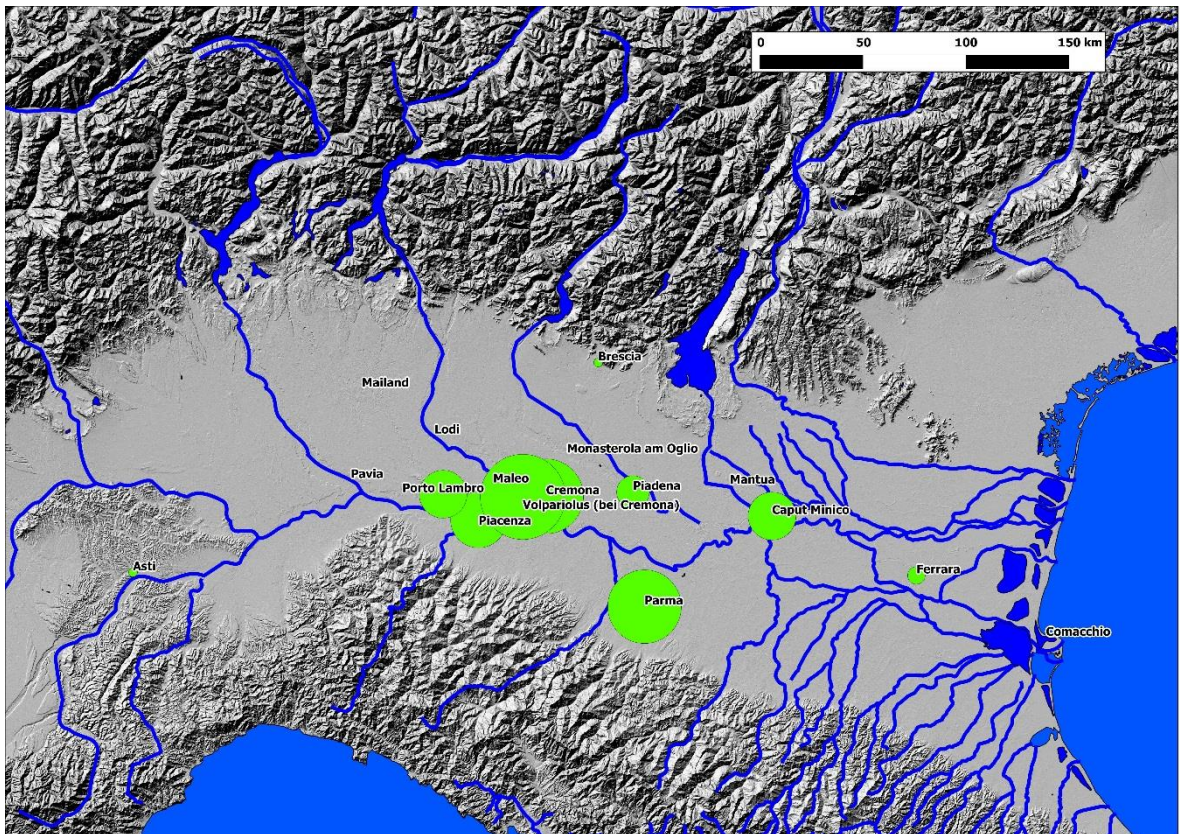 0 50 100 150 km
Brescia
Mailand
Lodi
Monasterola am Oglio
Pavia
Maleo
Mantua
Porto Lambro
Cremona
Piadena
Volpariolus (bei Cremona)
Caput Minico
Piacenza
Asti
Ferrara
Parma
Comacchio